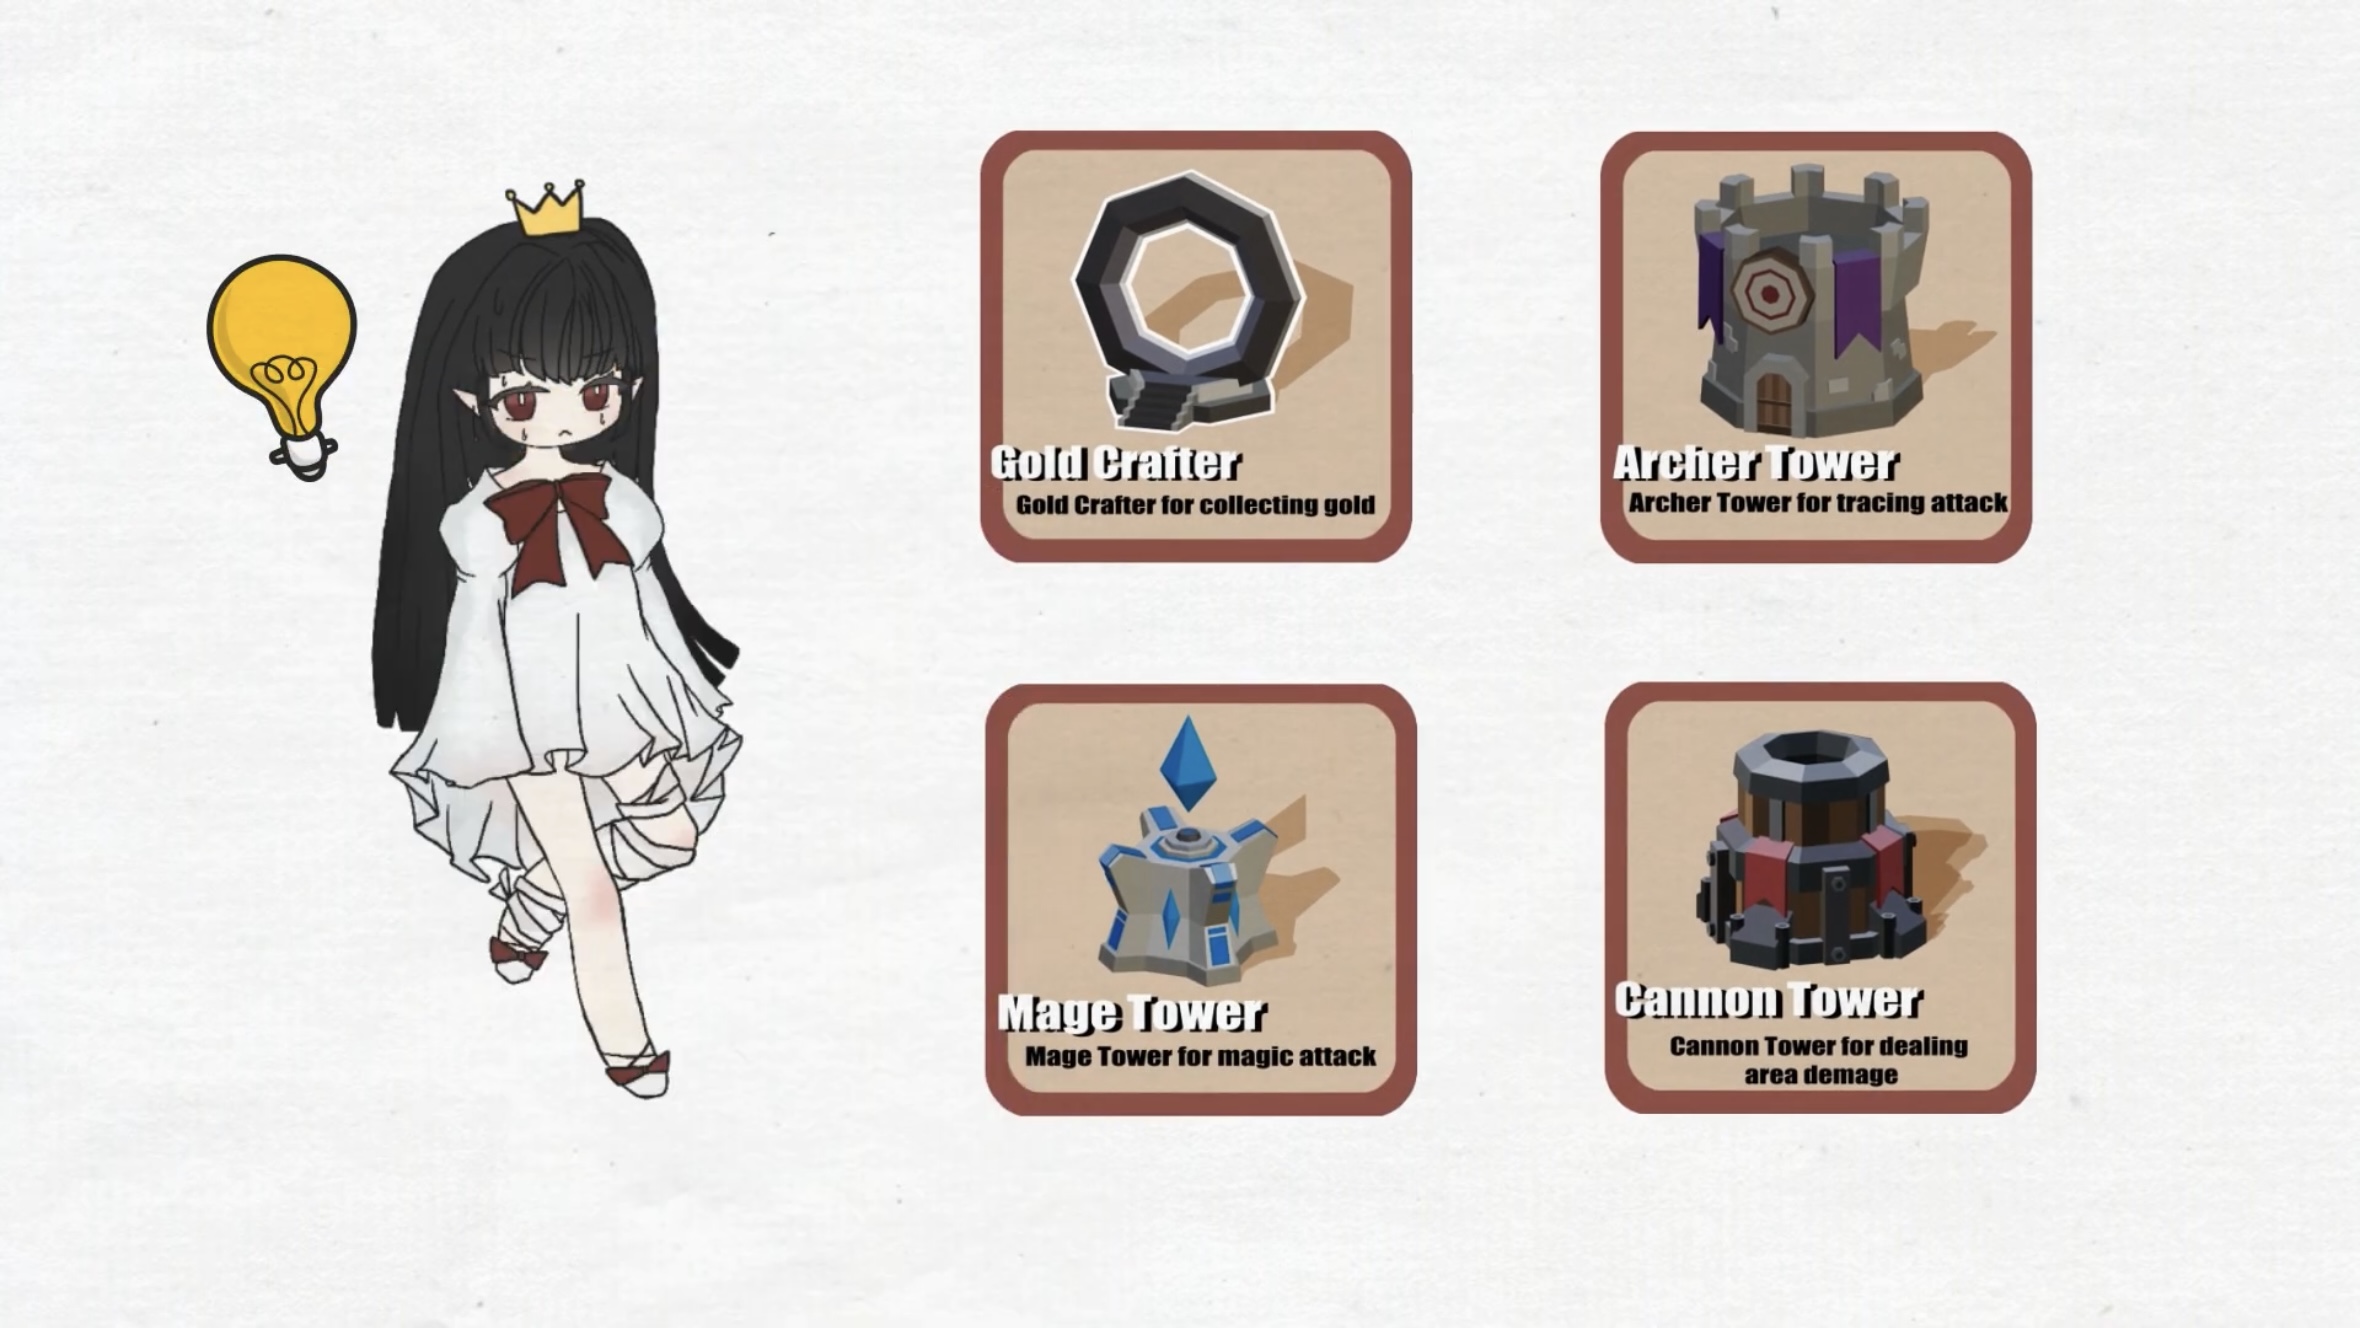 Gold Crafter
Gold Crafter for collecting gold
Archer Tower
Archer Tower for tracing attack
Mage Tower
Mage Tower for magic attack
Cannon Tower
Cannon Tower for dealing
area demage